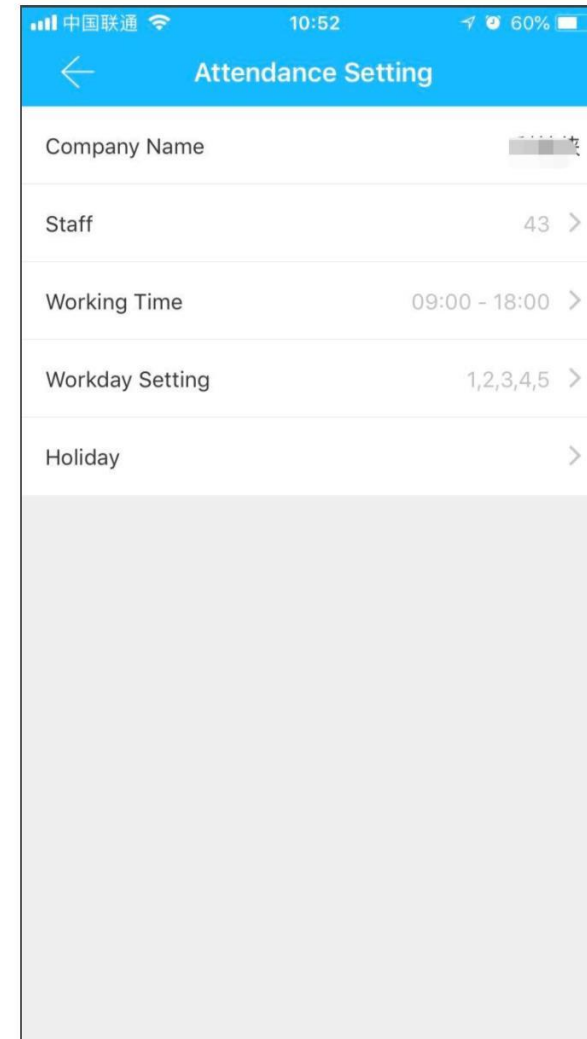 中国联通 10:52 60%
Attendance Setting
Company Name
Staff 43
Working Time 09:00 - 18:00
Workday Setting 1,2,3,4,5
Holiday